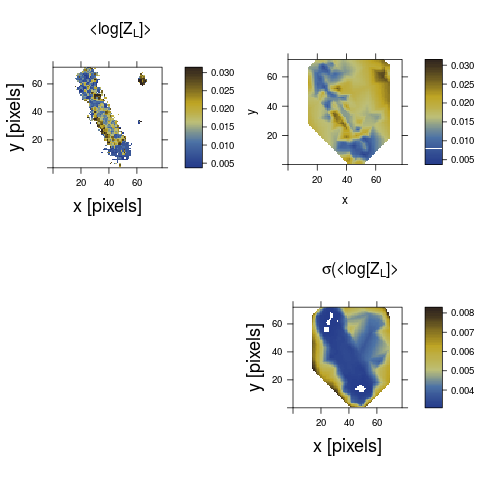 <log[Z_L]>
y [pixels]
60
40
20
20 40 60
x [pixels]
0.030
0.025
0.020
0.015
0.010
0.005
y
60
40
20
20 40 60
x
0.030
0.025
0.020
0.015
0.010
0.005
σ(<log[Z_L]>
y [pixels]
60
40
20
20 40 60
x [pixels]
0.008
0.007
0.006
0.005
0.004